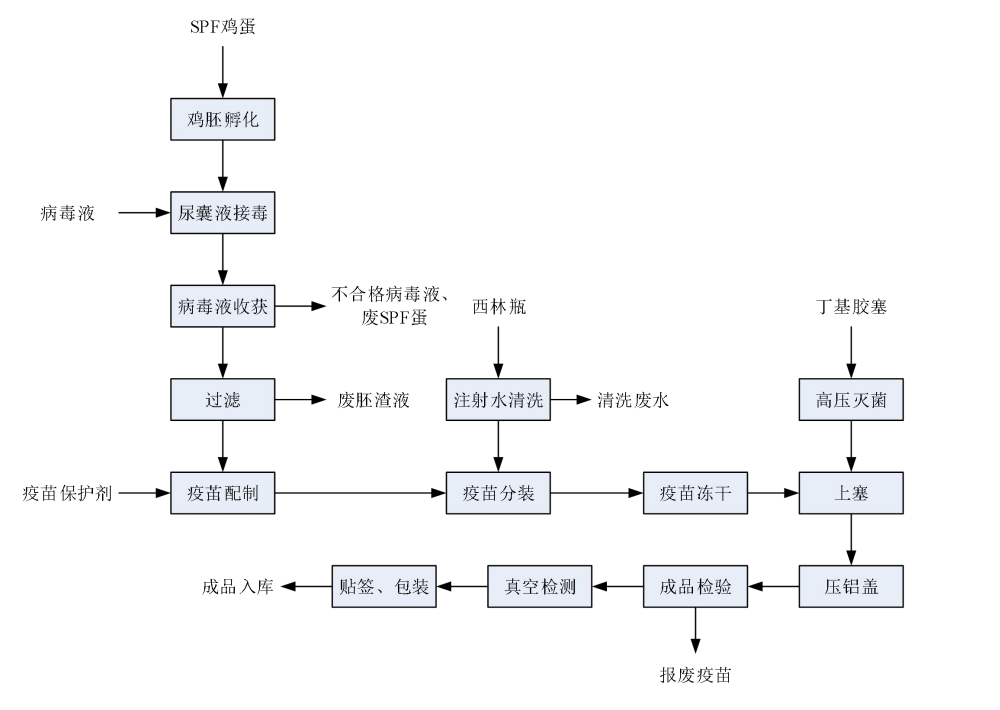 SPF鸡蛋
鸡胚孵化
病毒液
尿囊液接毒
病毒液收获
不合格病毒液、
废SPF蛋
西林瓶
丁基胶塞
过滤
废胚渣液
注射水清洗
清洗废水
高压灭菌
疫苗保护剂
疫苗配制
疫苗分装
疫苗冻干
上塞
成品入库
贴签、包装
真空检测
成品检验
压铝盖
报废疫苗